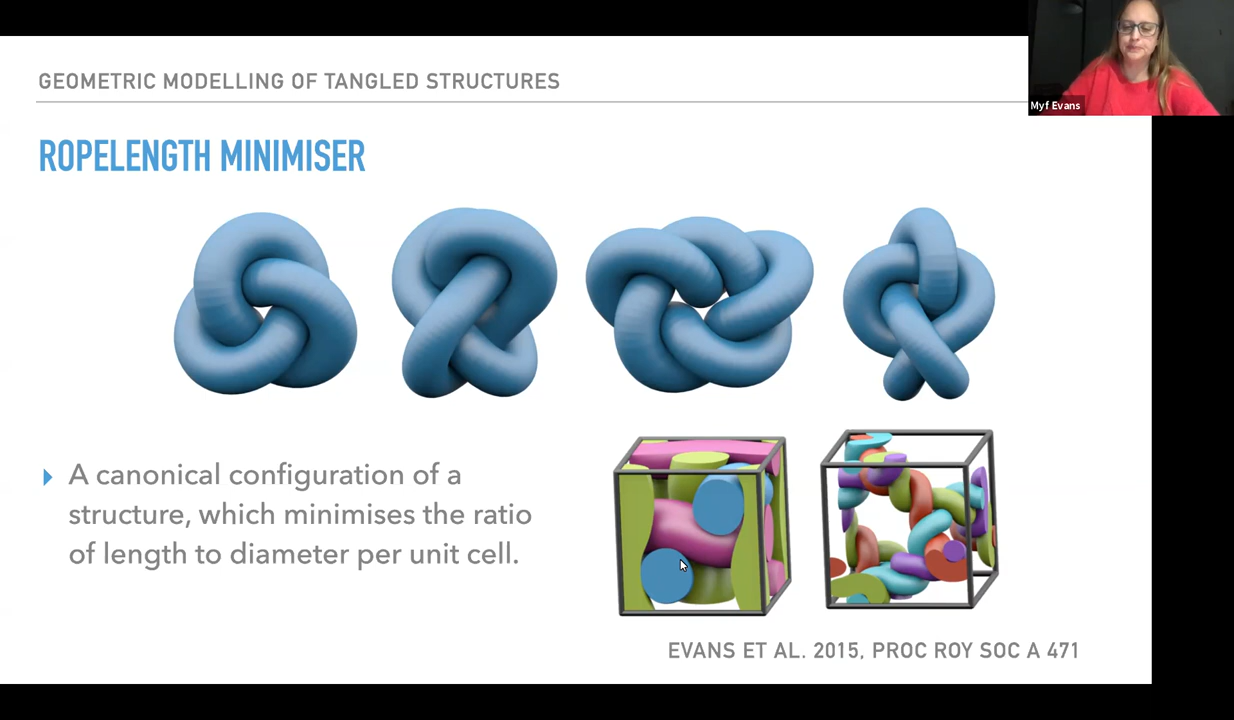 GEOMETRIC MODELLING OF TANGLED STRUCTURES
Myf Evans
ROPELENGTH MINIMISER
A canonical configuration of a
structure, which minimises the ratio
of length to diameter per unit cell.
EVANS ET AL. 2015, PROC ROY SOC A 471